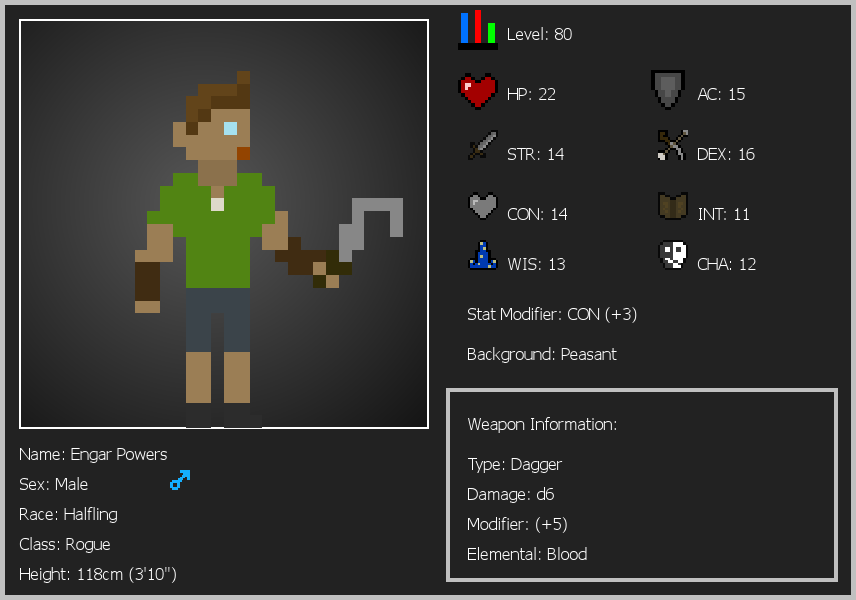 Level: 80
HP: 22
AC: 15
STR: 14
DEX: 16
CON: 14
INT: 11
WIS: 13
CHA: 12
Stat Modifier: CON (+3)
Background: Peasant
Weapon Information:
Type: Dagger
Damage: d6
Modifier: (+5)
Elemental: Blood
Name: Engar Powers
Sex: Male
Race: Halfling
Class: Rogue
Height: 118cm (3'10")